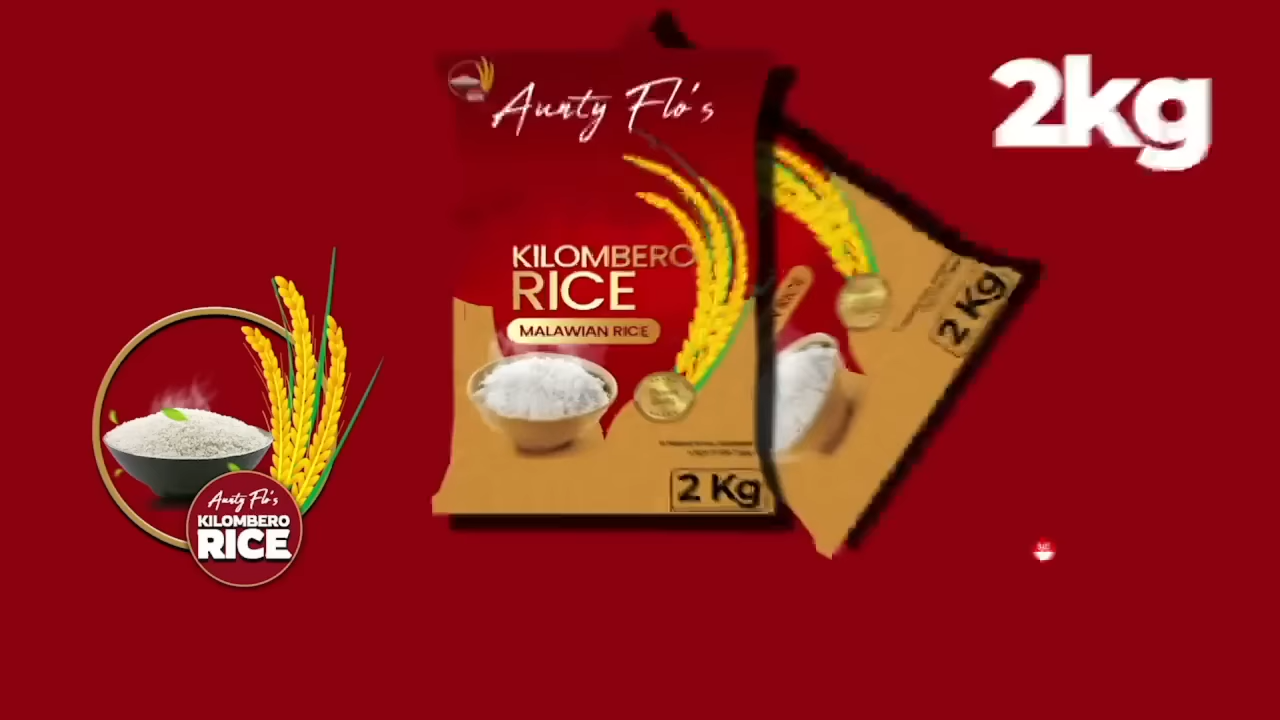 2kg
Aunty Flo's
KILOMBERO
RICE
MALAWIAN RICE
2 Kg
2 Kg
Aunty Flo's
KILOMBERO
RICE